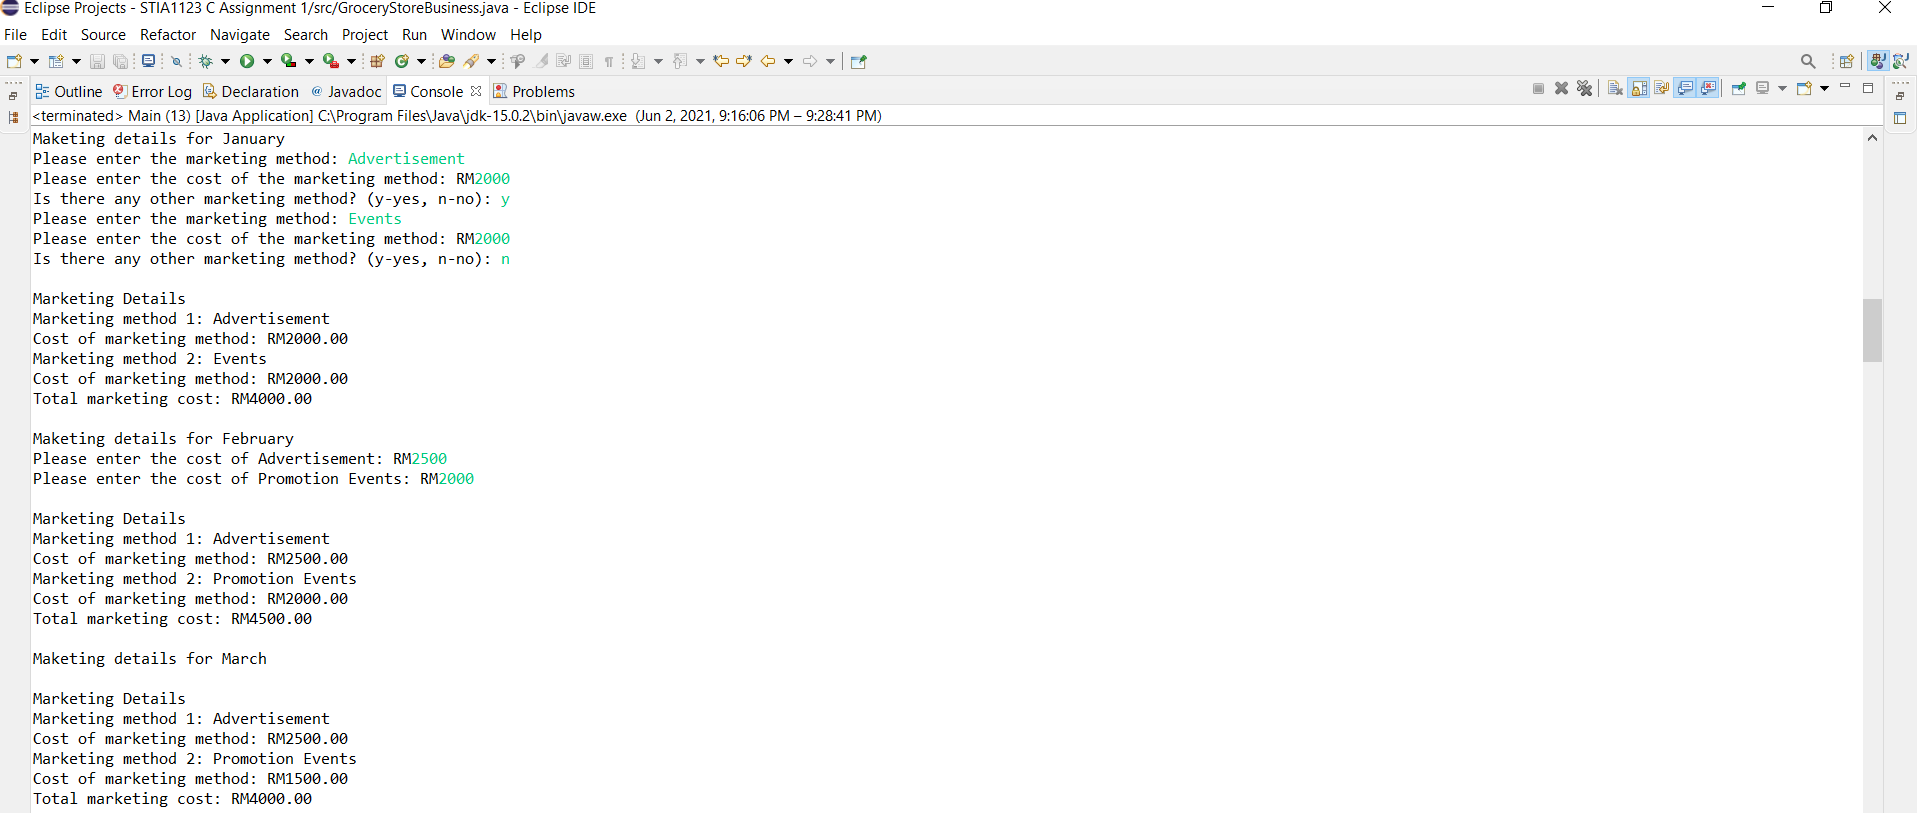 Eclipse Projects - STIA1123 C Assignment 1/src/GroceryStoreBusiness.java - Eclipse IDE
File Edit Source Refactor Navigate Search Project Run Window Help
Outline Error Log Declaration @ Javadoc Console Problems
<terminated> Main (13) [Java Application] C:\Program Files\Java\jdk-15.0.2\bin\javaw.exe (Jun 2, 2021, 9:16:06 PM – 9:28:41 PM)
Maketing details for January
Please enter the marketing method: Advertisement
Please enter the cost of the marketing method: RM2000
Is there any other marketing method? (y-yes, n-no): y
Please enter the marketing method: Events
Please enter the cost of the marketing method: RM2000
Is there any other marketing method? (y-yes, n-no): n
Marketing Details
Marketing method 1: Advertisement
Cost of marketing method: RM2000.00
Marketing method 2: Events
Cost of marketing method: RM2000.00
Total marketing cost: RM4000.00
Maketing details for February
Please enter the cost of Advertisement: RM2500
Please enter the cost of Promotion Events: RM2000
Marketing Details
Marketing method 1: Advertisement
Cost of marketing method: RM2500.00
Marketing method 2: Promotion Events
Cost of marketing method: RM2000.00
Total marketing cost: RM4500.00
Maketing details for March
Marketing Details
Marketing method 1: Advertisement
Cost of marketing method: RM2500.00
Marketing method 2: Promotion Events
Cost of marketing method: RM1500.00
Total marketing cost: RM4000.00